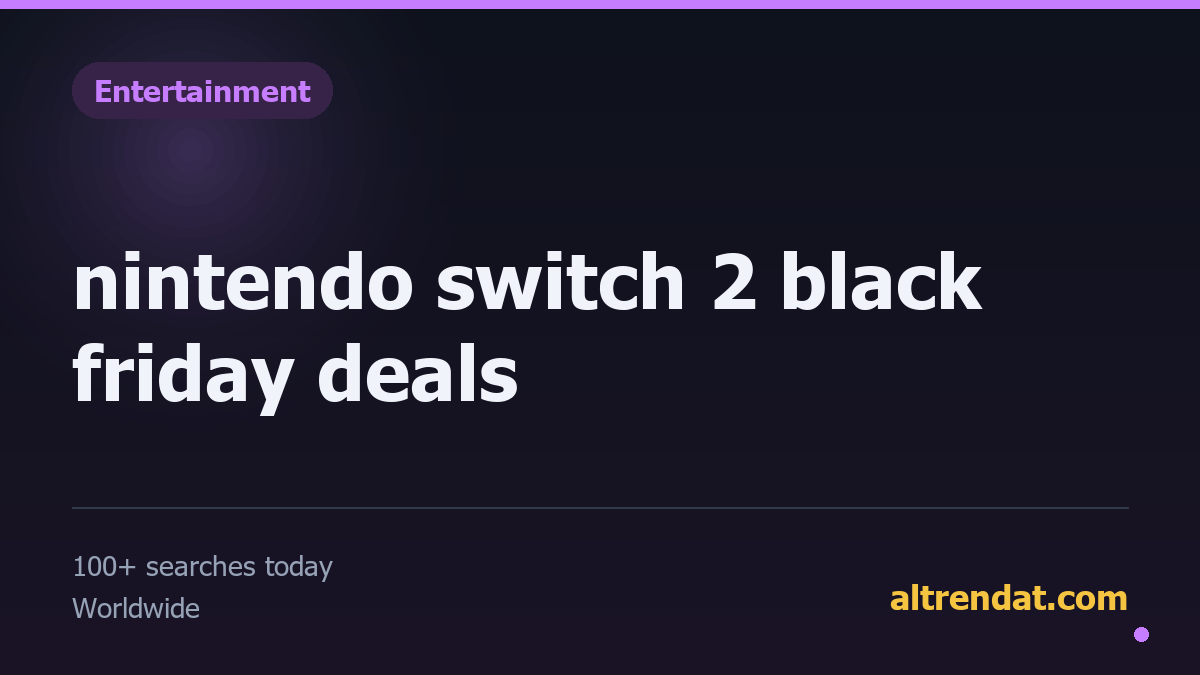 Entertainment
nintendo switch 2 black
friday deals
100+ searches today
Worldwide
altrendat.com